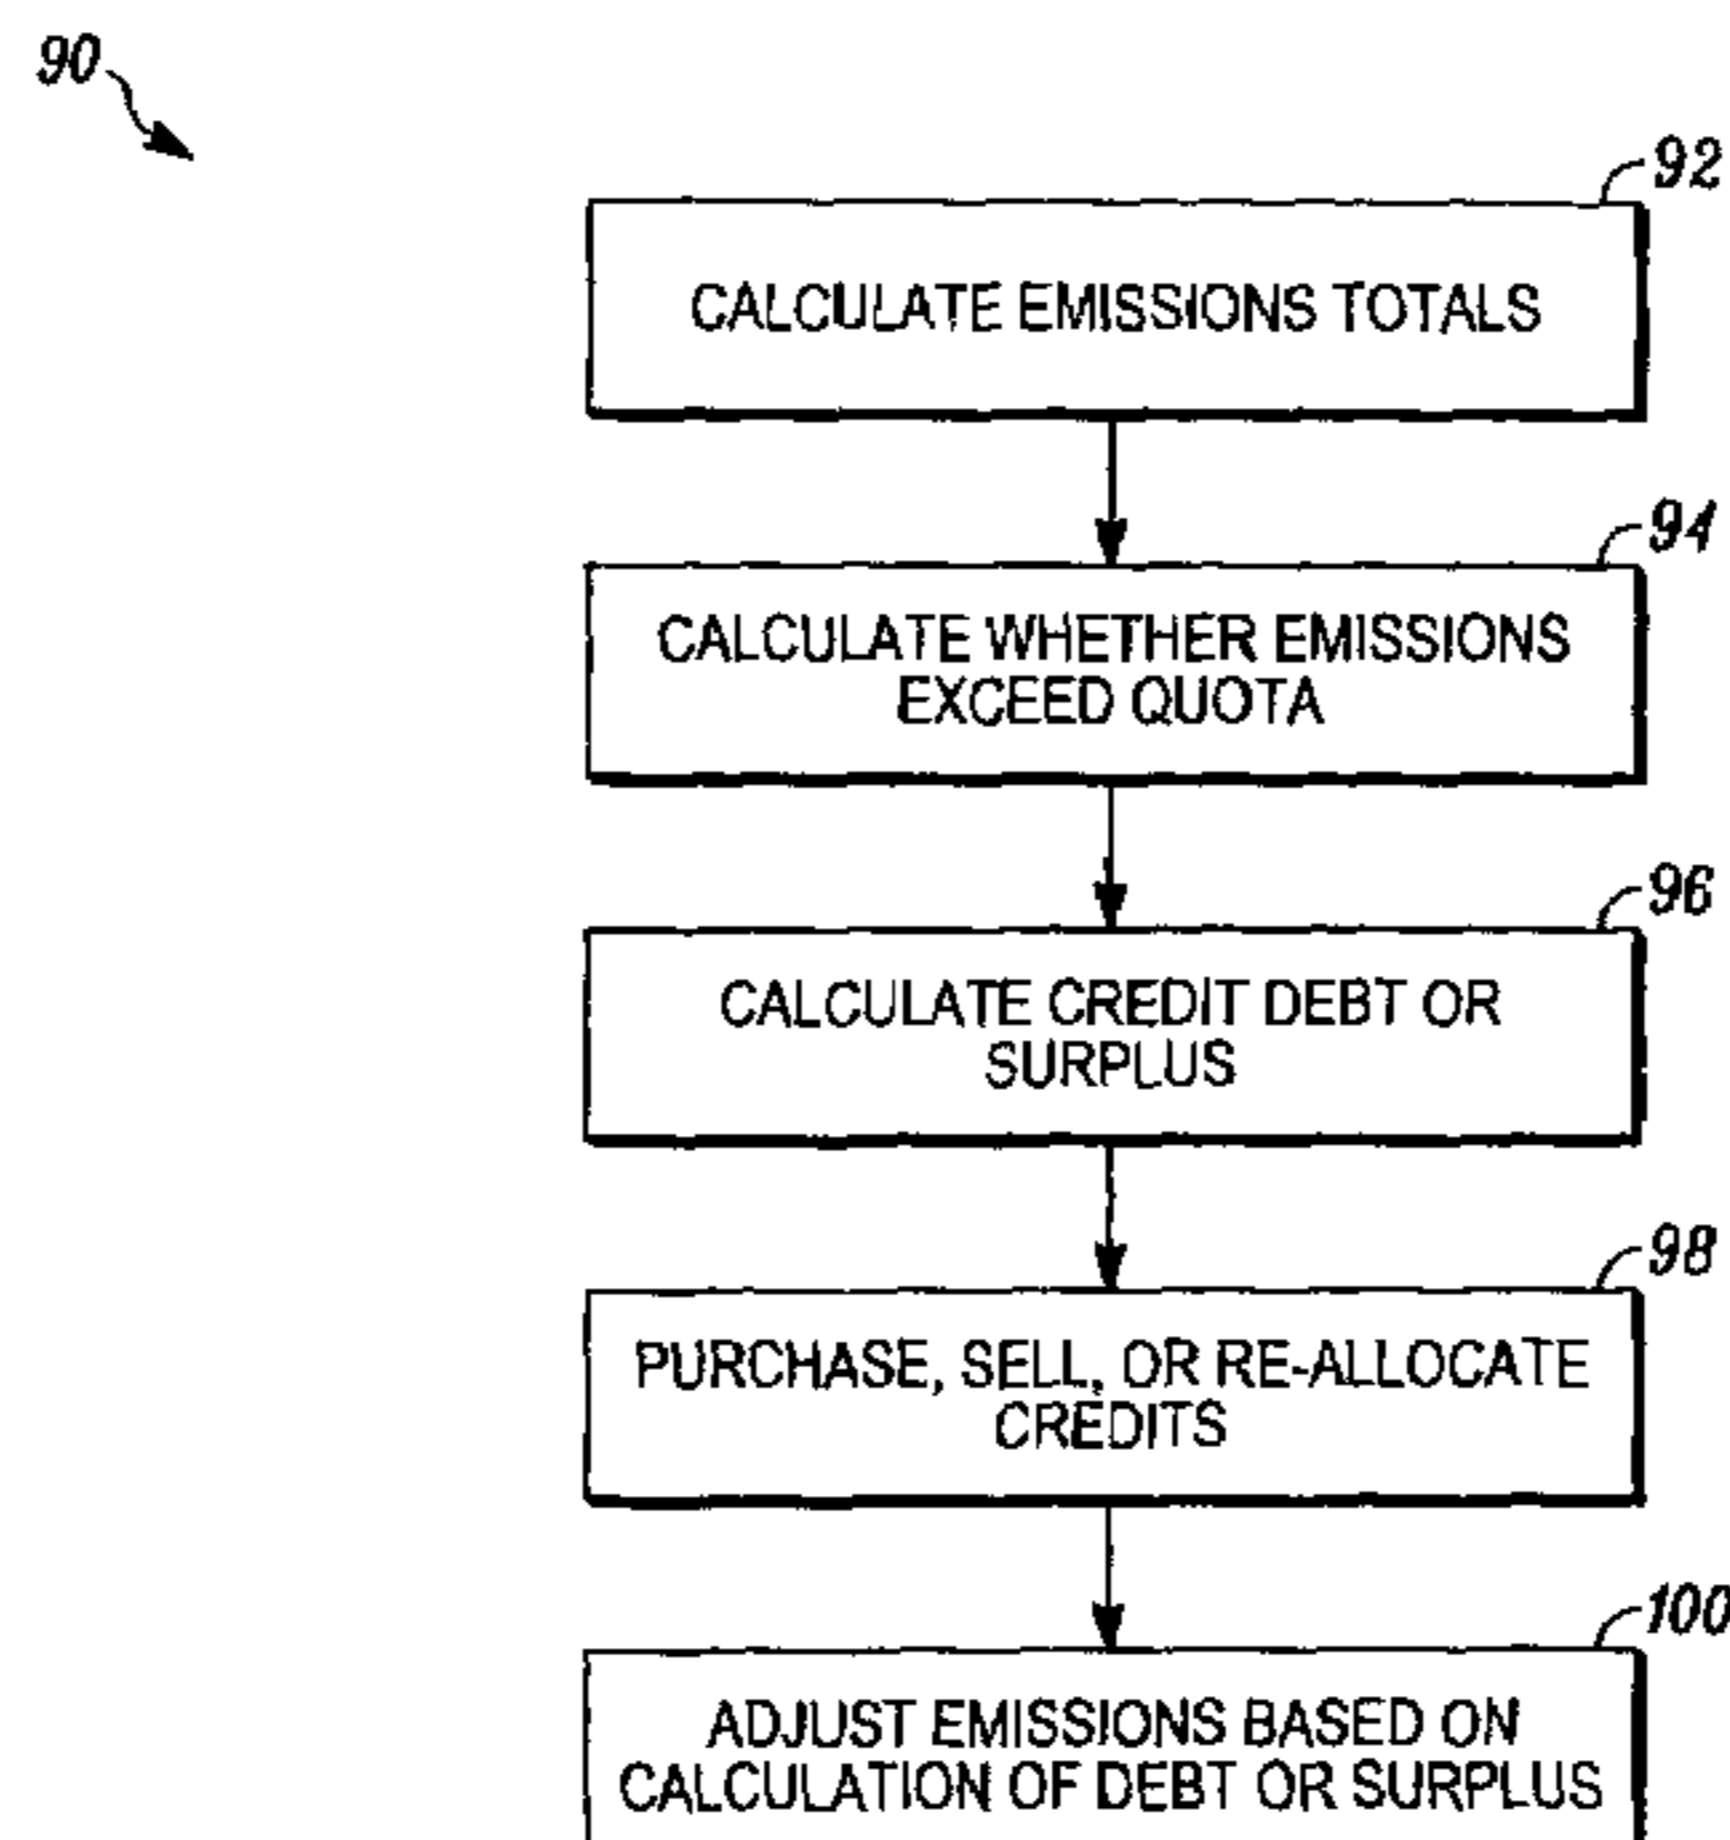 90
92
CALCULATE EMISSIONS TOTALS
94
CALCULATE WHETHER EMISSIONS
EXCEED QUOTA
96
CALCULATE CREDIT DEBT OR
SURPLUS
98
PURCHASE, SELL, OR RE-ALLOCATE
CREDITS
100
ADJUST EMISSIONS BASED ON
CALCULATION OF DEBT OR SURPLUS